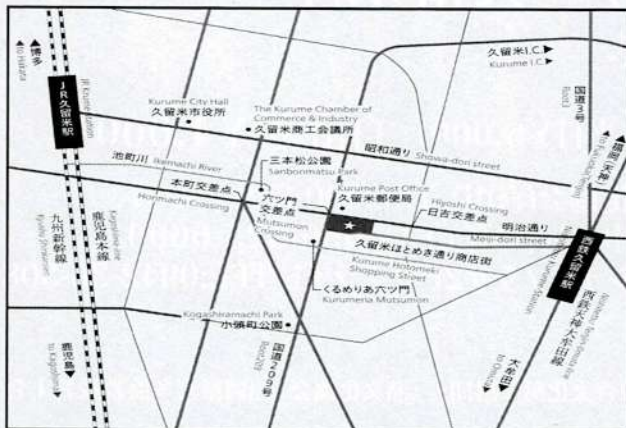 ▲博多
to Hakata
JR久留米駅
JR Kurume Station
Kurume City Hall
久留米市役所
The Kurume Chamber of
Commerce & Industry
久留米商工会議所
久留米I.C.▶
Kurume I.C.▶
国道3号
Root3
▲福岡(天神)
昭和通り Showa-dori street
池町川 Ikemachi River
三本松公園
Sanbonmatsu Park
本町交差点
Honmachi Crossing
六ツ門
交差点
Mutsumon
Crossing
Kurume Post Office
久留米郵便局
Hiyoshi Crossing
日吉交差点
明治通り
Meiji-dori street
★
久留米ほとめき通り商店街
Kurume Hotomeki
Shopping Street
西鉄久留米駅
九州新幹線
Kyushu Shinkansen
鹿児島本線
Kagoshima line
くるめりあ六ツ門
Kurumeria Mutsumon
Kogashiramachi Park
小頭町公園
国道209号
Root209
西鉄天神大牟田線
大牟田▼
to Omuta
鹿児島▼
to Kagoshima